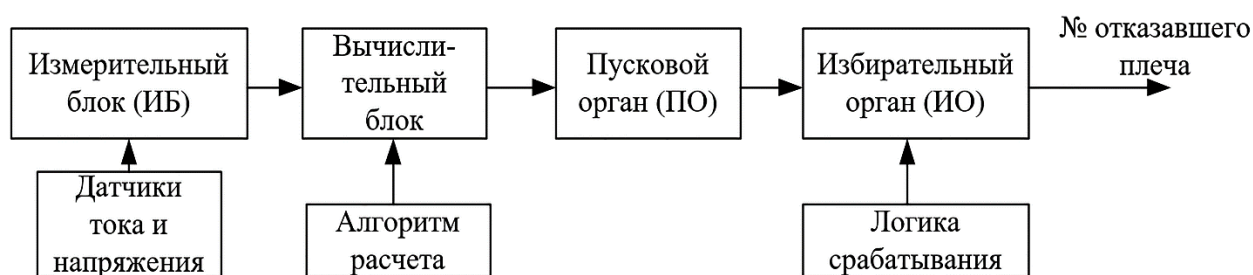 Измерительный
блок (ИБ)
Вычисли-
тельный
блок
Пусковой
орган (ПО)
Избирательный
орган (ИО)
№ отказавшего
плеча
Датчики
тока и
напряжения
Алгоритм
расчета
Логика
срабатывания